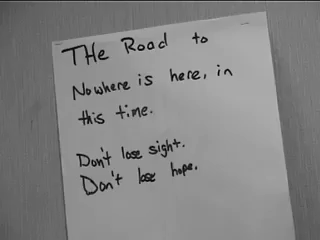 THe Road to
Nowhere is here, in
this time.
Don't lose sight.
Don't lose hope.